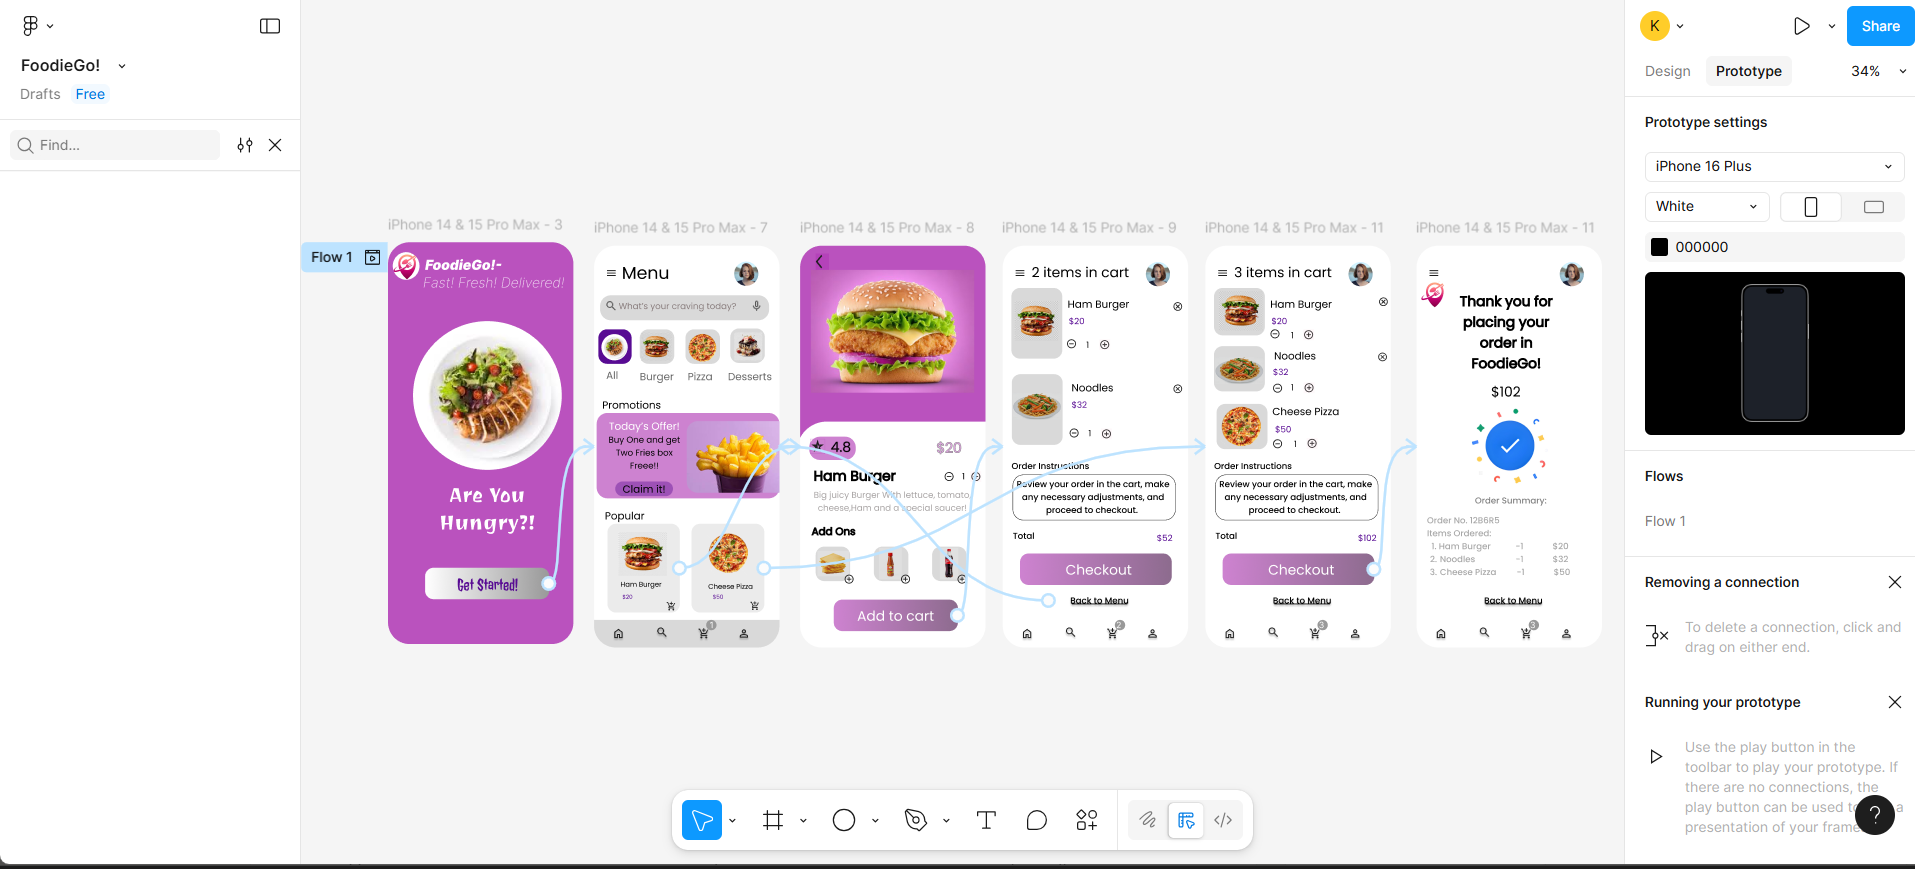 FoodieGo!
Drafts
Free
Find...
Flow 1
iPhone 14 & 15 Pro Max - 3
FoodieGo!-
Fast! Fresh! Delivered!
Are You
Hungry?!
Get Started!
iPhone 14 & 15 Pro Max - 7
Menu
What's your craving today?
All
Burger
Pizza
Desserts
Promotions
Today's Offer!
Buy One and get
Two Fries box
Freee!!
Claim it!
Popular
Ham Burger
$20
Cheese Pizza
$50
1
iPhone 14 & 15 Pro Max - 8
4.8
$20
Ham Burger
1
Big juicy Burger With lettuce, tomato,
cheese,Ham and a special saucer!
Add Ons
Add to cart
iPhone 14 & 15 Pro Max - 9
2 items in cart
Ham Burger
$20
1
Noodles
$32
1
Order Instructions
Review your order in the cart, make
any necessary adjustments, and
proceed to checkout.
Total
$52
Checkout
Back to Menu
2
iPhone 14 & 15 Pro Max - 11
3 items in cart
Ham Burger
$20
1
Noodles
$32
1
Cheese Pizza
$50
1
Order Instructions
Review your order in the cart, make
any necessary adjustments, and
proceed to checkout.
Total
$102
Checkout
Back to Menu
3
iPhone 14 & 15 Pro Max - 11
Thank you for
placing your
order in
FoodieGo!
$102
Order Summary:
Order No. 12B6R5
Items Ordered:
1. Ham Burger -1 $20
2. Noodles -1 $32
3. Cheese Pizza -1 $50
Back to Menu
3
K
Share
Design
Prototype
34%
Prototype settings
iPhone 16 Plus
White
000000
Flows
Flow 1
Removing a connection
To delete a connection, click and
drag on either end.
Running your prototype
Use the play button in the
toolbar to play your prototype. If
there are no connections, the
play button can be used to a
presentation of your frame
?